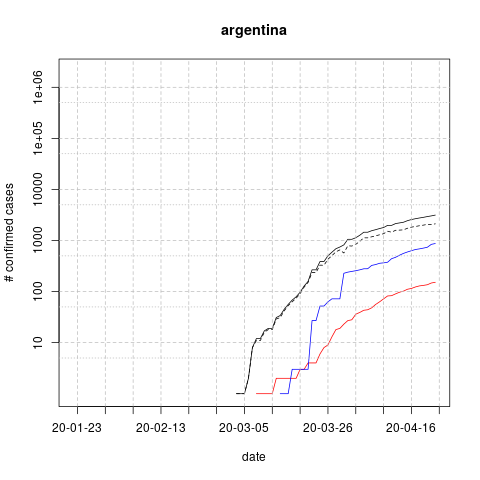 argentina
# confirmed cases
1e+06
1e+05
10000
1000
100
10
20-01-23
20-02-13
20-03-05
20-03-26
20-04-16
date